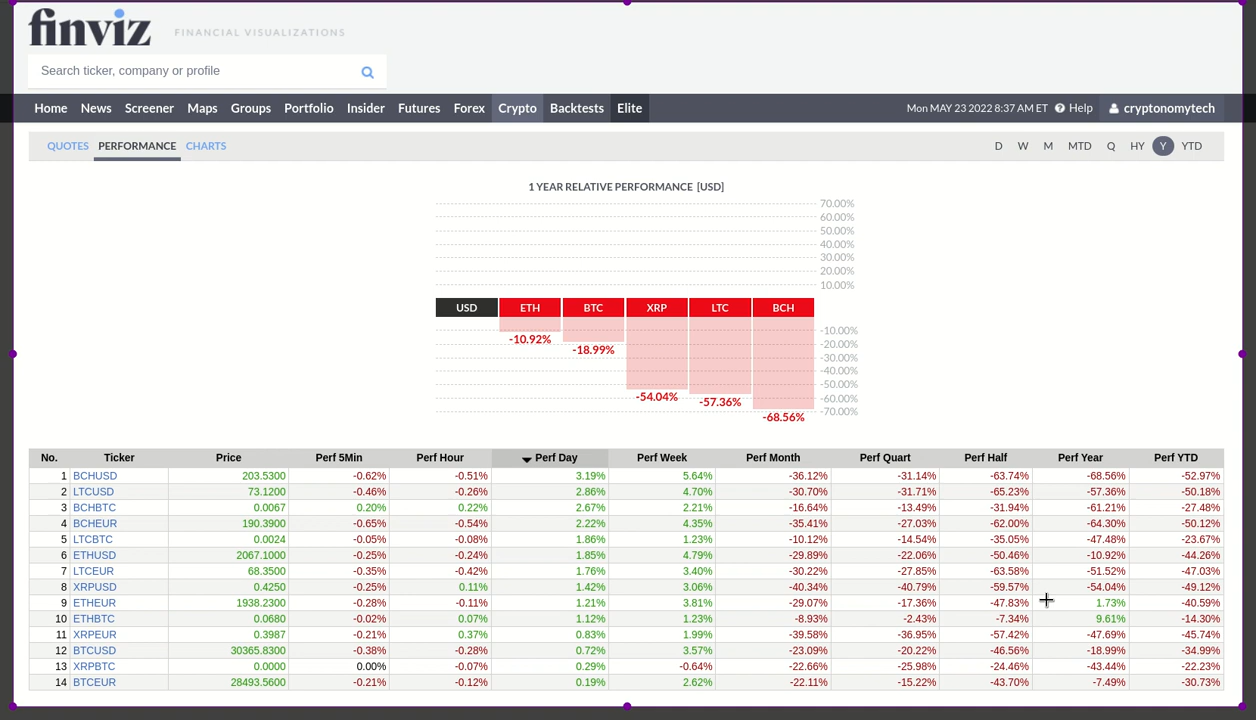 finviz FINANCIAL VISUALIZATIONS
Search ticker, company or profile
Home News Screener Maps Groups Portfolio Insider Futures Forex Crypto Backtests Elite Mon MAY 23 2022 8:37 AM ET Help cryptonomytech
QUOTES PERFORMANCE CHARTS D W M MTD Q HY Y YTD
1 YEAR RELATIVE PERFORMANCE [USD]
70.00%
60.00%
50.00%
40.00%
30.00%
20.00%
10.00%
USD ETH BTC XRP LTC BCH
-10.00%
-10.92%
-20.00%
-18.99%
-30.00%
-40.00%
-50.00%
-54.04%
-60.00%
-57.36%
-70.00%
-68.56%
No. Ticker Price Perf 5Min Perf Hour Perf Day Perf Week Perf Month Perf Quart Perf Half Perf Year Perf YTD
1 BCHUSD 203.5300 -0.62% -0.51% 3.19% 5.64% -36.12% -31.14% -63.74% -68.56% -52.97%
2 LTCUSD 73.1200 -0.46% -0.26% 2.86% 4.70% -30.70% -31.71% -65.23% -57.36% -50.18%
3 BCHBTC 0.0067 0.20% 0.22% 2.67% 2.21% -16.64% -13.49% -31.94% -61.21% -27.48%
4 BCHEUR 190.3900 -0.65% -0.54% 2.22% 4.35% -35.41% -27.03% -62.00% -64.30% -50.12%
5 LTCBTC 0.0024 -0.05% -0.08% 1.86% 1.23% -10.12% -14.54% -35.05% -47.48% -23.67%
6 ETHUSD 2067.1000 -0.25% -0.24% 1.85% 4.79% -29.89% -22.06% -50.46% -10.92% -44.26%
7 LTCEUR 68.3500 -0.35% -0.42% 1.76% 3.40% -30.22% -27.85% -63.58% -51.52% -47.03%
8 XRPUSD 0.4250 -0.25% 0.11% 1.42% 3.06% -40.34% -40.79% -59.57% -54.04% -49.12%
9 ETHEUR 1938.2300 -0.28% -0.11% 1.21% 3.81% -29.07% -17.36% -47.83% 1.73% -40.59%
10 ETHBTC 0.0680 -0.02% 0.07% 1.12% 1.23% -8.93% -2.43% -7.34% 9.61% -14.30%
11 XRPEUR 0.3987 -0.21% 0.37% 0.83% 1.99% -39.58% -36.95% -57.42% -47.69% -45.74%
12 BTCUSD 30365.8300 -0.38% -0.28% 0.72% 3.57% -23.09% -20.22% -46.56% -18.99% -34.99%
13 XRPBTC 0.0000 0.00% -0.07% 0.29% -0.64% -22.66% -25.98% -24.46% -43.44% -22.23%
14 BTCEUR 28493.5600 -0.21% -0.12% 0.19% 2.62% -22.11% -15.22% -43.70% -7.49% -30.73%